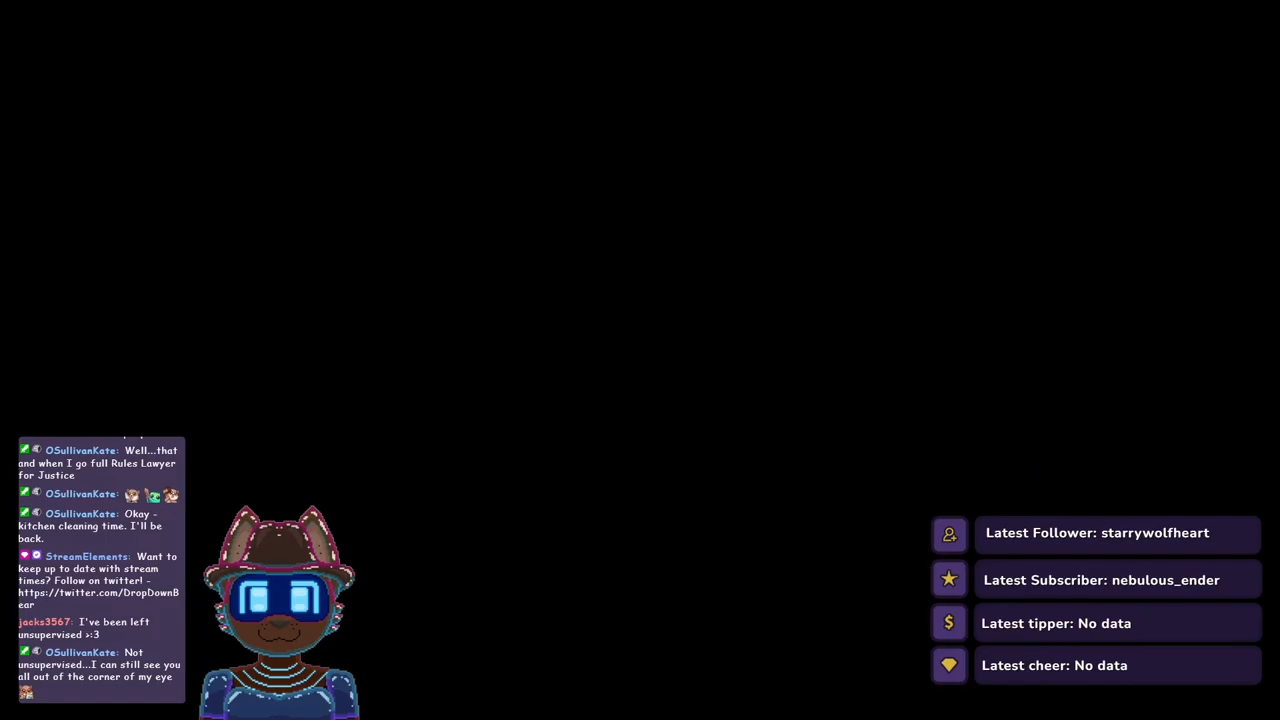 OSullivanKate: Well...that
and when I go full Rules Lawyer
for Justice
OSullivanKate:
OSullivanKate: Okay -
kitchen cleaning time. I'll be
back.
StreamElements: Want to
keep up to date with stream
times? Follow on twitter! -
https://twitter.com/DropDownB
ear
jacks3567: I've been left
unsupervised >:3
OSullivanKate: Not
unsupervised...I can still see you
all out of the corner of my eye
Latest Follower: starrywolfheart
Latest Subscriber: nebulous_ender
Latest tipper: No data
Latest cheer: No data